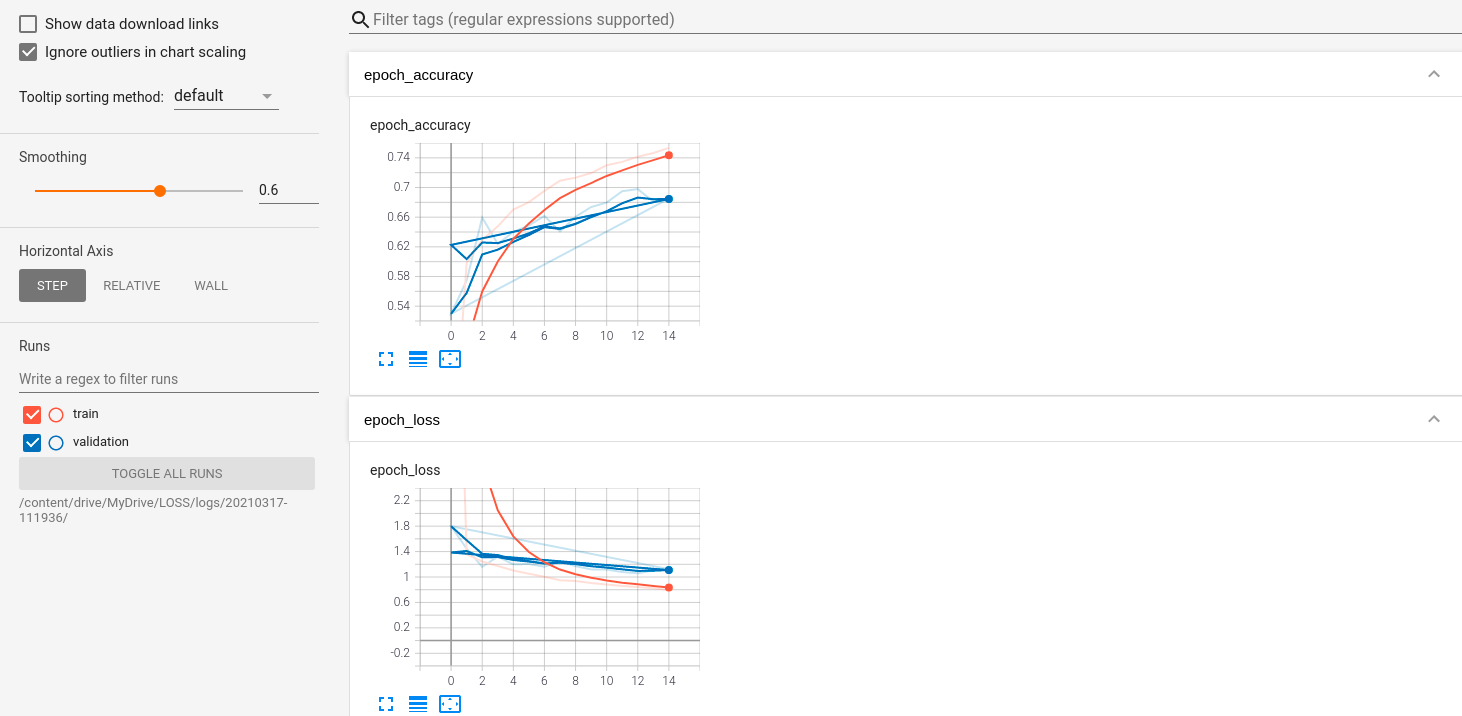 Show data download links
Ignore outliers in chart scaling
Tooltip sorting method: default
Smoothing
0.6
Horizontal Axis
STEP RELATIVE WALL
Runs
Write a regex to filter runs
train
validation
TOGGLE ALL RUNS
/content/drive/MyDrive/LOSS/logs/20210317-
111936/
Filter tags (regular expressions supported)
epoch_accuracy
epoch_accuracy
0.74
0.7
0.66
0.62
0.58
0.54
0 2 4 6 8 10 12 14
epoch_loss
epoch_loss
2.2
1.8
1.4
1
0.6
0.2
-0.2
0 2 4 6 8 10 12 14